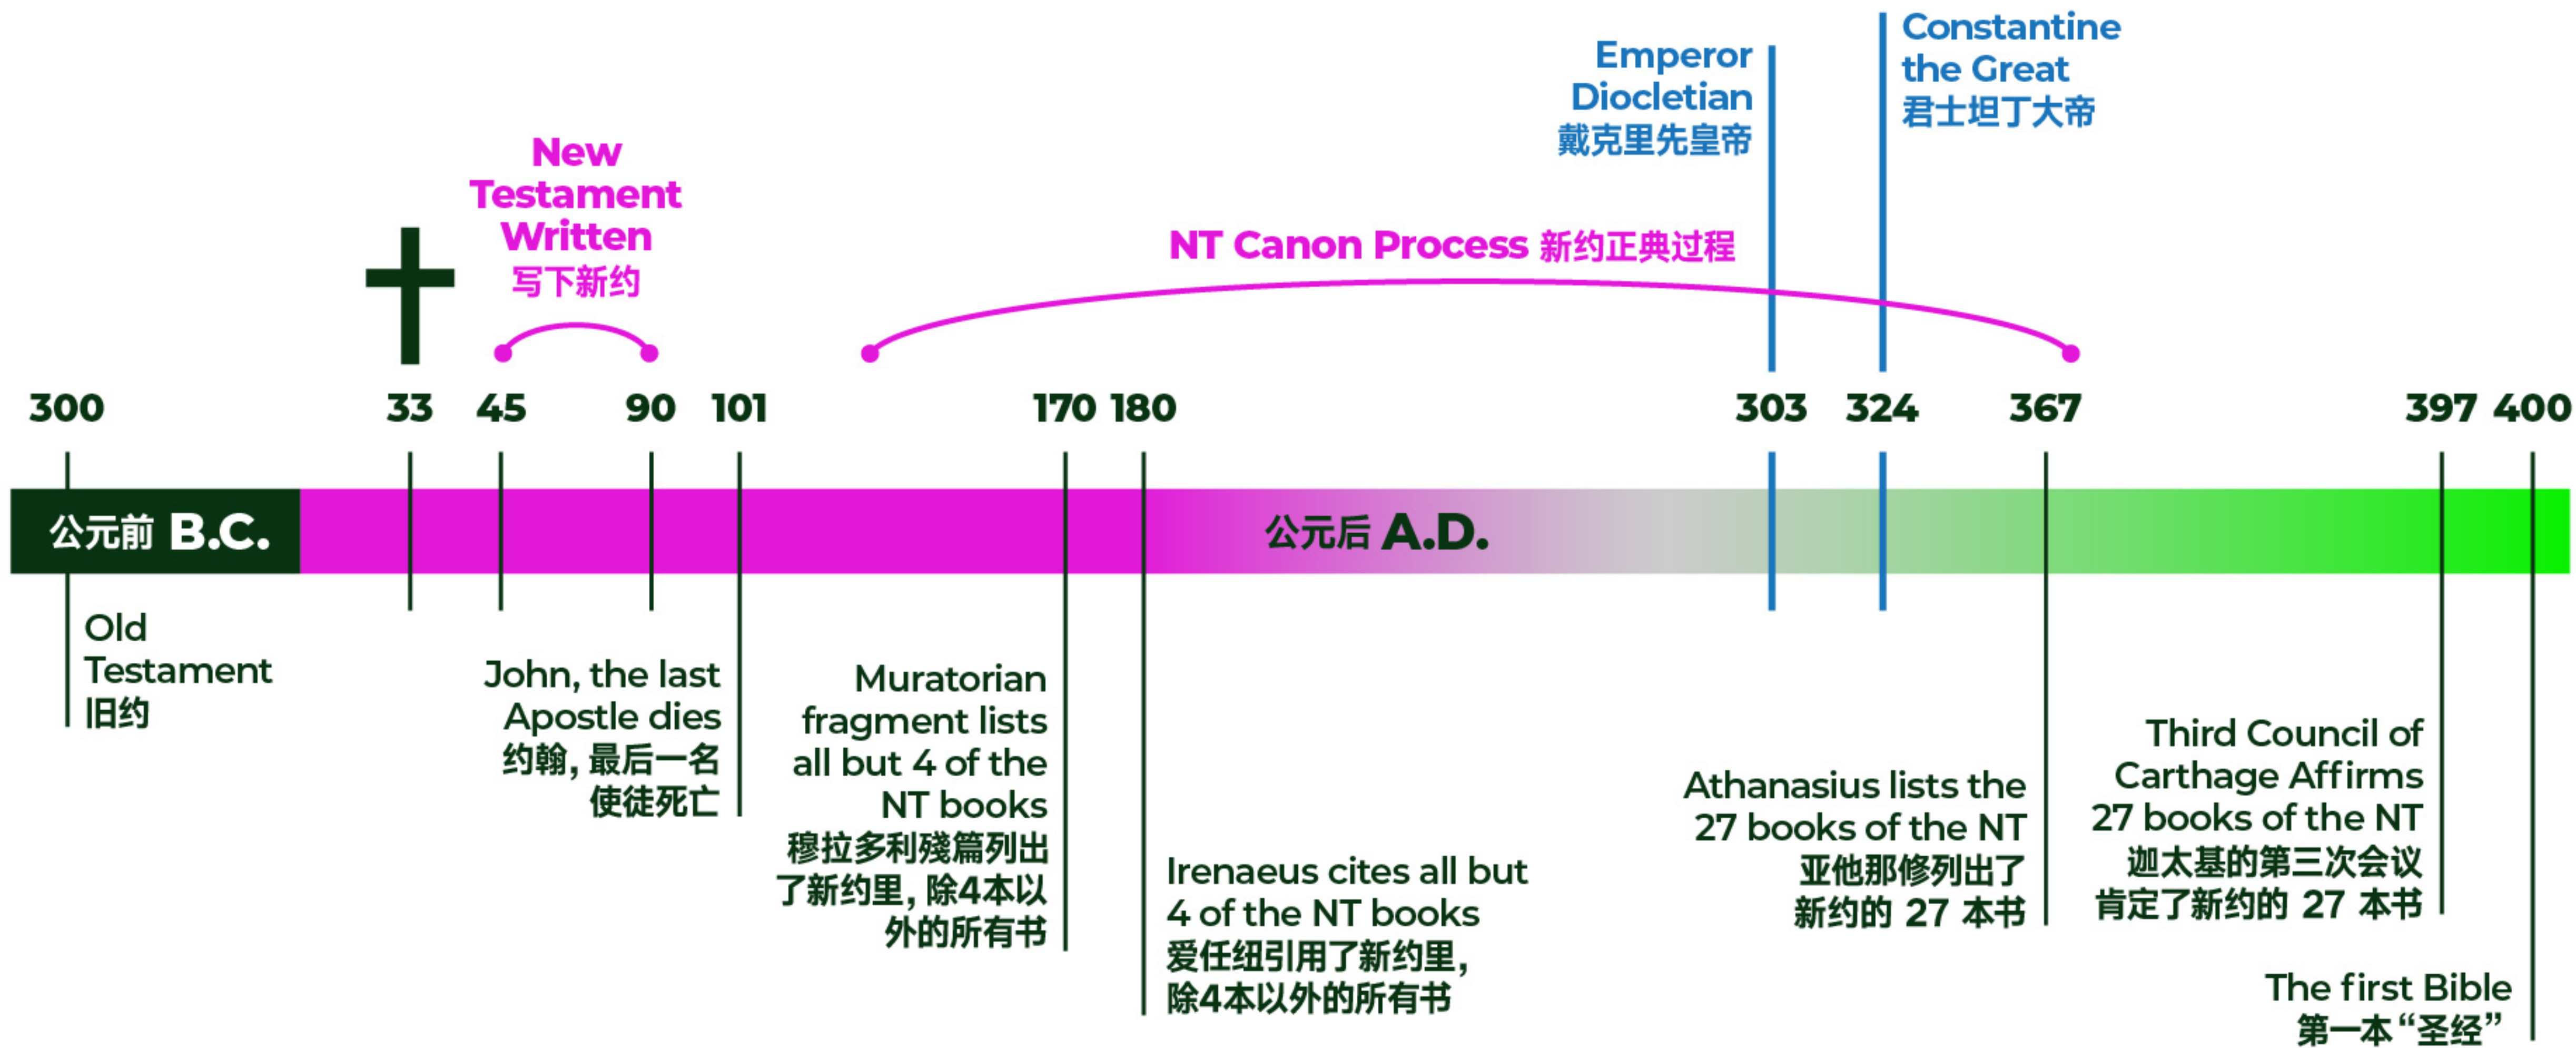 Constantine
the Great
君士坦丁大帝
Emperor
Diocletian
戴克里先皇帝
New
Testament
Written
写下新约
NT Canon Process 新约正典过程
300
33
45
90
101
170
180
303
324
367
397
400
公元前 B.C.
公元后 A.D.
Old
Testament
旧约
John, the last
Apostle dies
约翰, 最后一名
使徒死亡
Muratorian
fragment lists
all but 4 of the
NT books
穆拉多利殘篇列出
了新约里, 除4本以
外的所有书
Irenaeus cites all but
4 of the NT books
爱任纽引用了新约里,
除4本以外的所有书
Athanasius lists the
27 books of the NT
亚他那修列出了
新约的 27 本书
Third Council of
Carthage Affirms
27 books of the NT
迦太基的第三次会议
肯定了新约的 27 本书
The first Bible
第一本“圣经”